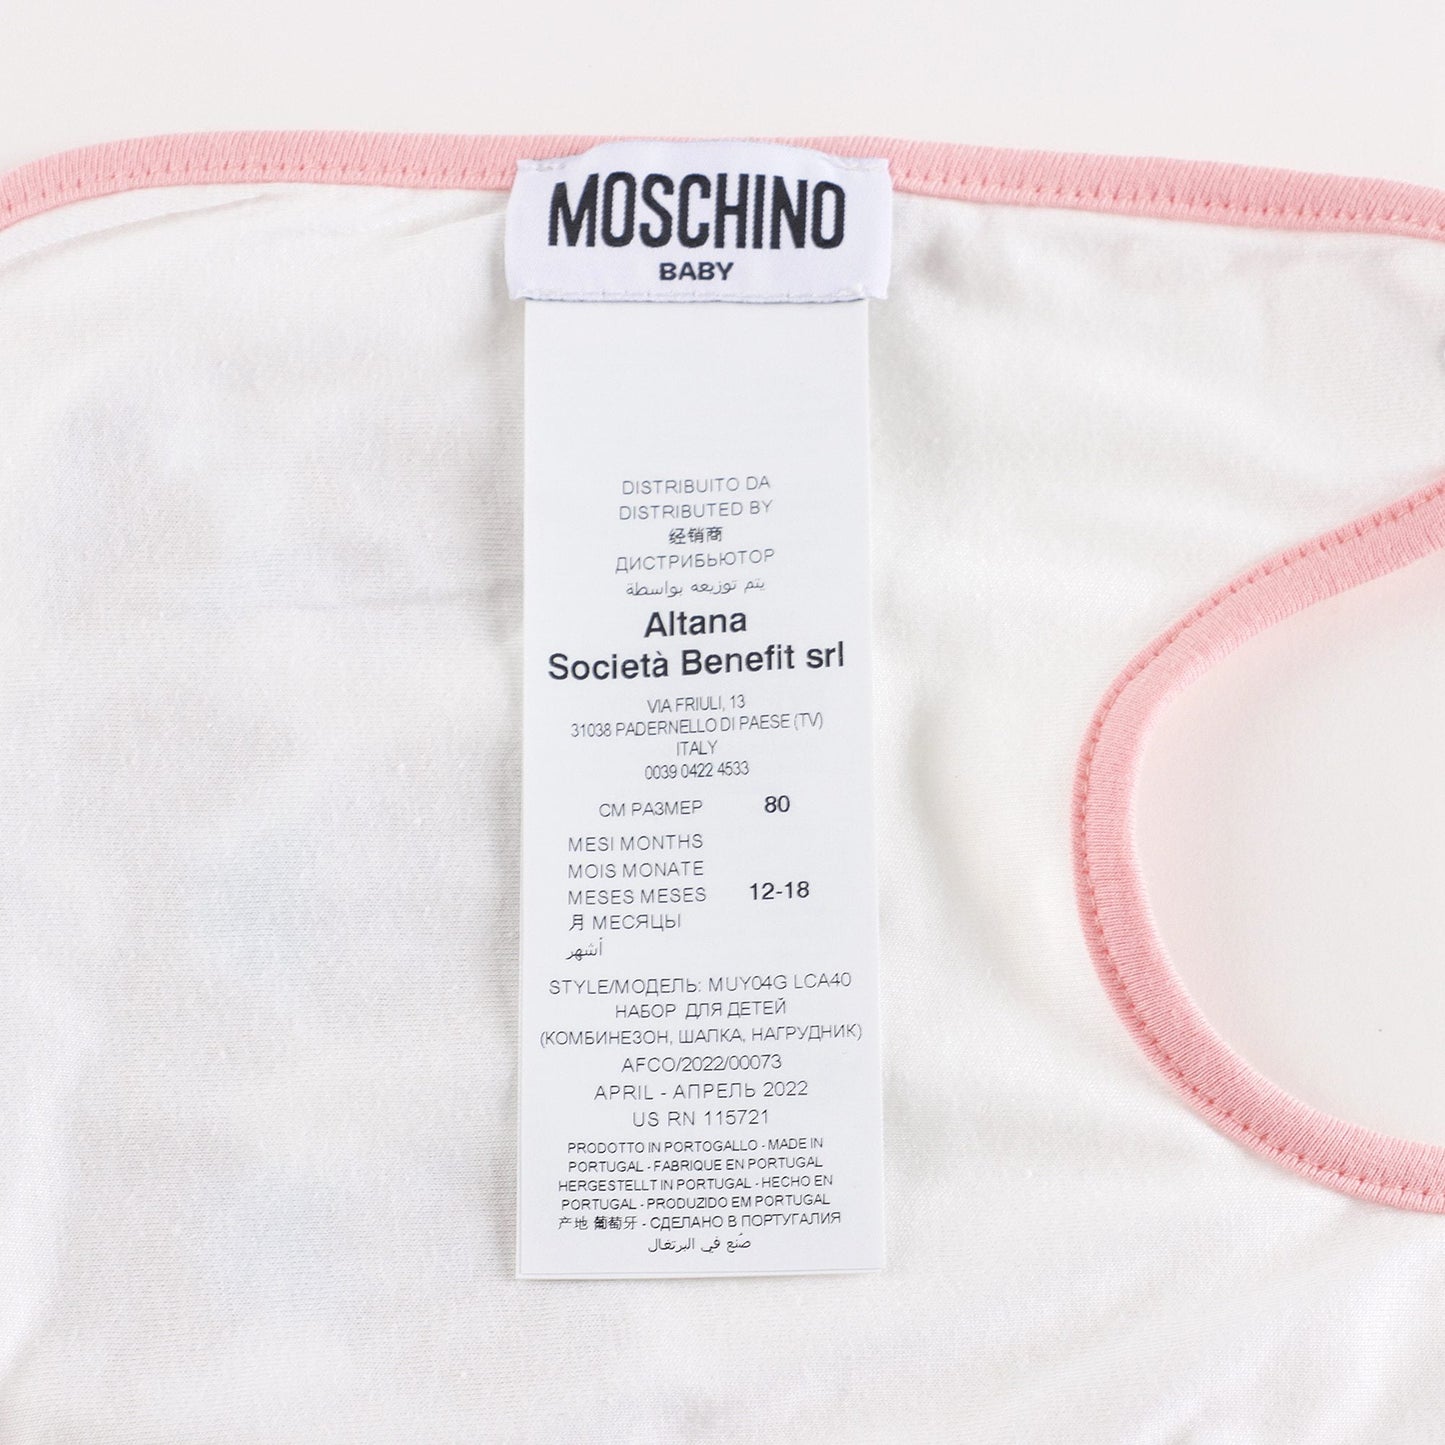 MOSCHINO
BABY
DISTRIBUITO DA
DISTRIBUTED BY
经销商
ДИСТРИБЬЮТОР
يتم توزيعه بواسطة
Altana
Società Benefit srl
VIA FRIULI, 13
31038 PADERNELLO DI PAESE (TV)
ITALY
0039 0422 4533
СМ РАЗМЕР 80
MESI MONTHS
MOIS MONATE
MESES MESES 12-18
月 МЕСЯЦЫ
أشهر
STYLE/МОДЕЛЬ: MUY04G LCA40
НАБОР ДЛЯ ДЕТЕЙ
(КОМБИНЕЗОН, ШАПКА, НАГРУДНИК)
AFCO/2022/00073
APRIL - АПРЕЛЬ 2022
US RN 115721
PRODOTTO IN PORTOGALLO - MADE IN
PORTUGAL - FABRIQUE EN PORTUGAL
HERGESTELLT IN PORTUGAL - HECHO EN
PORTUGAL - PRODUZIDO EM PORTUGAL
产地 葡萄牙 - СДЕЛАНО В ПОРТУГАЛИЯ
صُنع في البرتغال